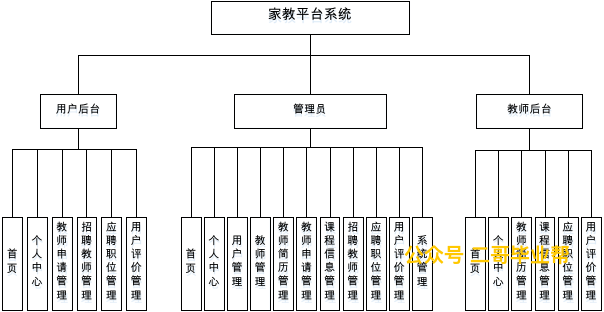 家教平台系统
用户后台
管理员
教师后台
首页
个人中心
教师申请管理
招聘教师管理
应聘职位管理
用户评价管理
首页
个人中心
用户管理
教师管理
教师简历管理
教师申请管理
课程信息管理
招聘教师管理
应聘职位管理
用户评价管理
系统管理
首页
个人中心
教师简历管理
课程信息管理
应聘职位管理
用户评价管理
公众号 二哥毕业帮